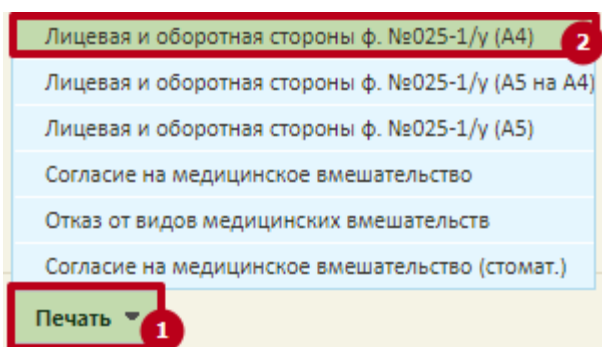 Лицевая и оборотная стороны ф. №025-1/у (А4)
2
Лицевая и оборотная стороны ф. №025-1/у (А5 на А4)
Лицевая и оборотная стороны ф. №025-1/у (А5)
Согласие на медицинское вмешательство
Отказ от видов медицинских вмешательств
Согласие на медицинское вмешательство (стомат.)
Печать
1